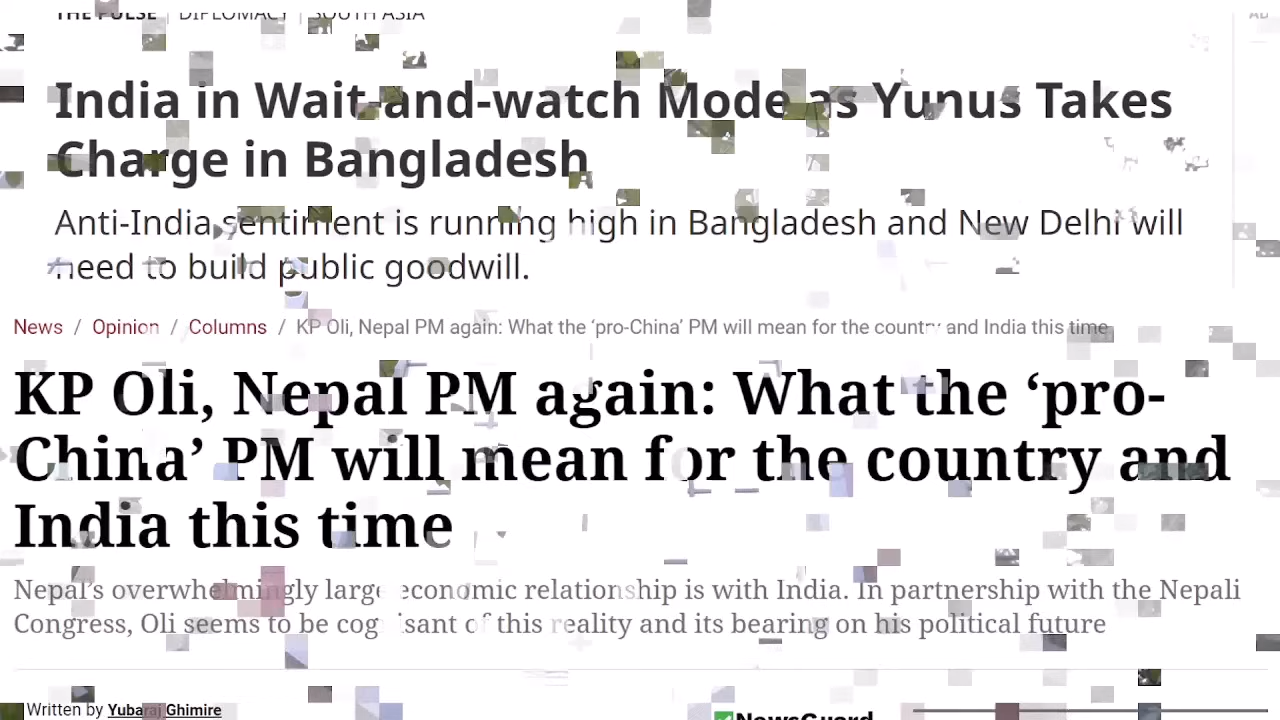 THE PULSE | DIPLOMACY | SOUTH ASIA
India in Wait-and-watch Mode as Yunus Takes
Charge in Bangladesh
Anti-India sentiment is running high in Bangladesh and New Delhi will
need to build public goodwill.
News / Opinion / Columns / KP Oli, Nepal PM again: What the ‘pro-China’ PM will mean for the country and India this time
KP Oli, Nepal PM again: What the ‘pro-
China’ PM will mean for the country and
India this time
Nepal’s overwhelmingly large economic relationship is with India. In partnership with the Nepali
Congress, Oli seems to be cognisant of this reality and its bearing on his political future
Written by Yubaraj Ghimire
NewsGuard